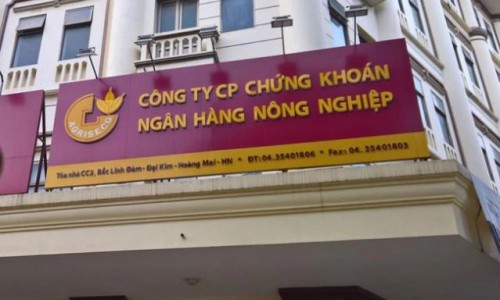 AGRISECO
CÔNG TY CP CHỨNG KHOÁN
NGÂN HÀNG NÔNG NGHIỆP
Tòa nhà CC3, Bắc Linh Đàm - Đại Kim - Hoàng Mai - HN • ĐT: 04.35401806 • Fax: 04.35401803